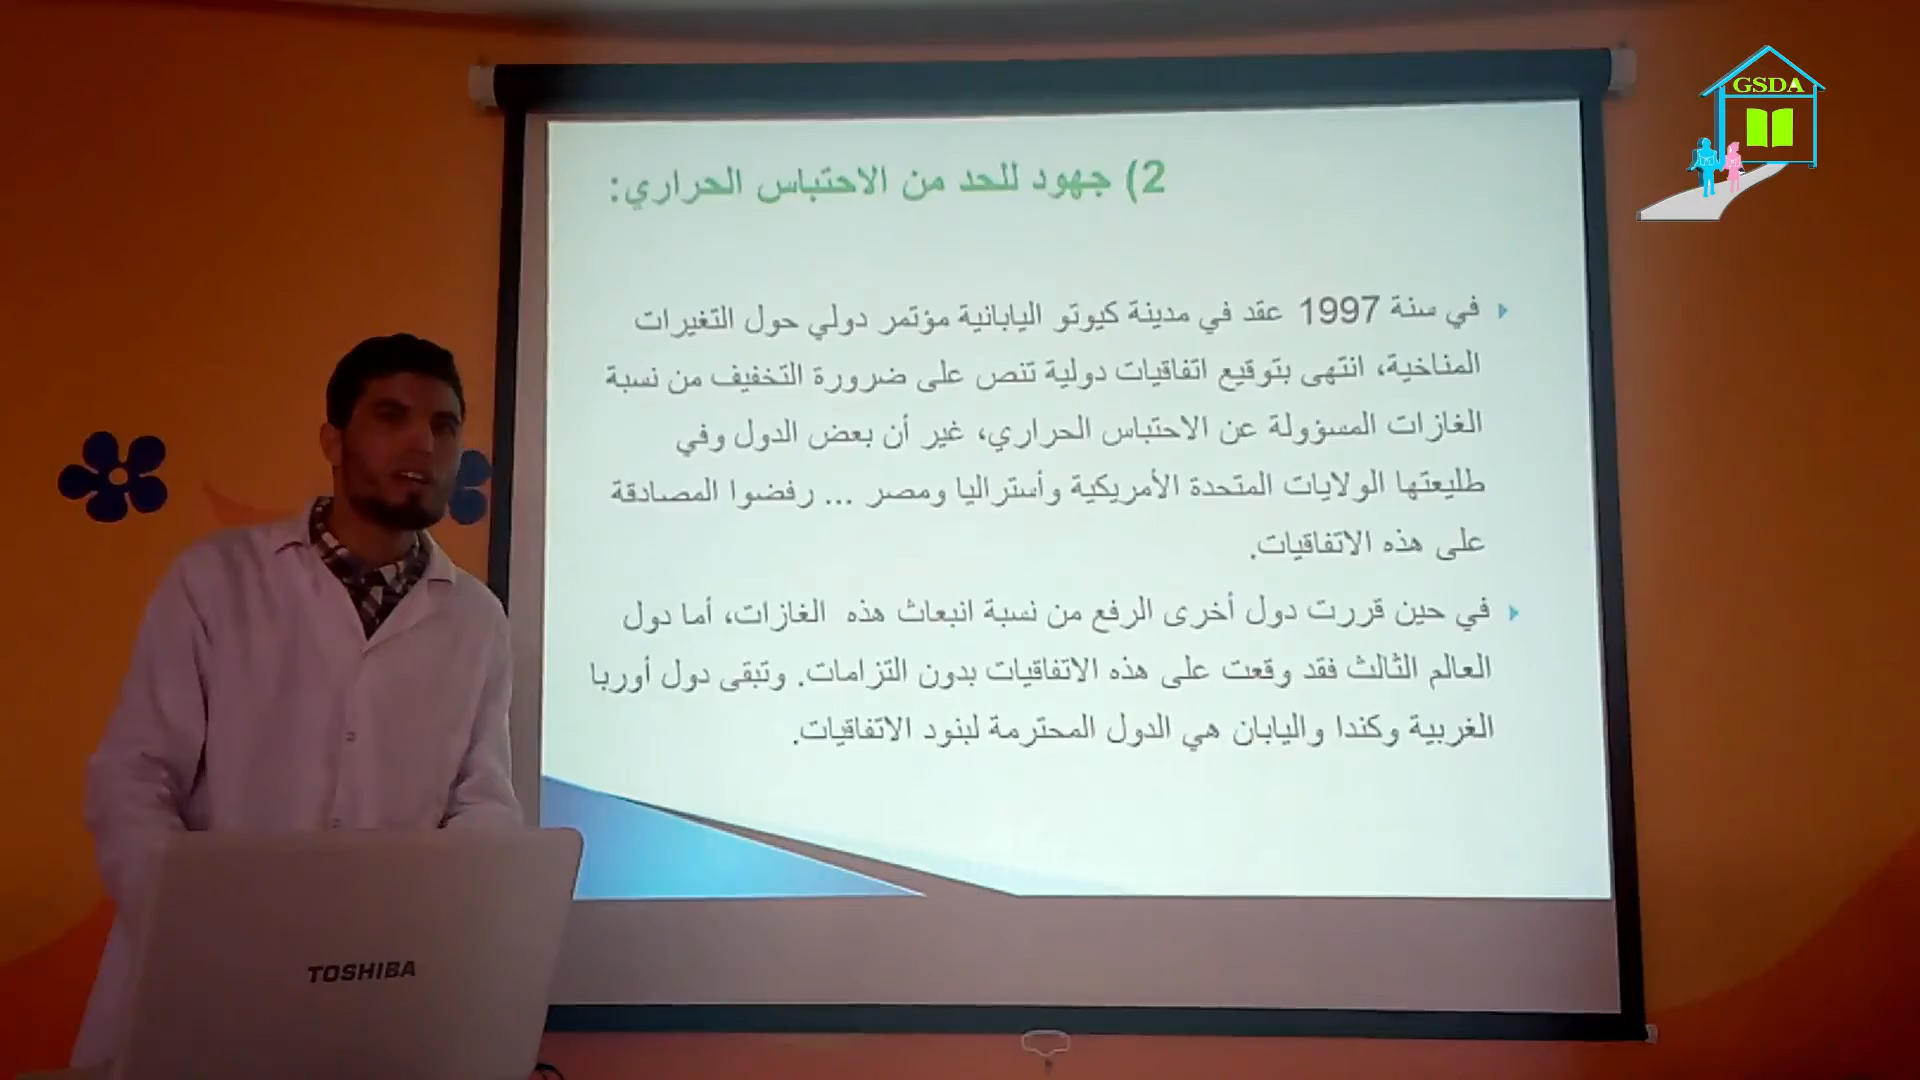 GSDA
2) جهود للحد من الاحتباس الحراري:
في سنة 1997 عقد في مدينة كيوتو اليابانية مؤتمر دولي حول التغيرات
المناخية، انتهى بتوقيع اتفاقيات دولية تنص على ضرورة التخفيف من نسبة
الغازات المسؤولة عن الاحتباس الحراري، غير أن بعض الدول وفي
طليعتها الولايات المتحدة الأمريكية وأستراليا ومصر ... رفضوا المصادقة
على هذه الاتفاقيات.
في حين قررت دول أخرى الرفع من نسبة انبعاث هذه الغازات، أما دول
العالم الثالث فقد وقعت على هذه الاتفاقيات بدون التزامات. وتبقى دول أوربا
الغربية وكندا واليابان هي الدول المحترمة لبنود الاتفاقيات.
TOSHIBA